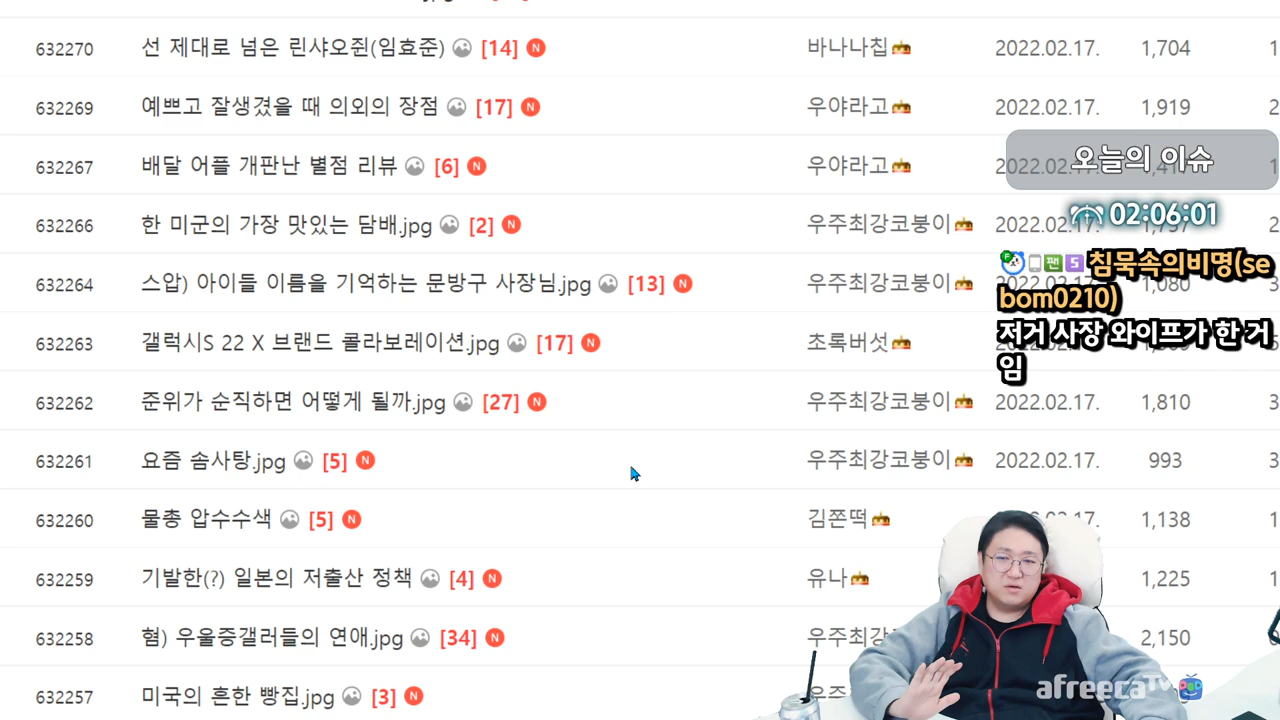 632270 선 제대로 넘은 린샤오쥔(임효준) [14] N 바나나칩 2022.02.17. 1,704
632269 예쁘고 잘생겼을 때 의외의 장점 [17] N 우야라고 2022.02.17. 1,919
632267 배달 어플 개판난 별점 리뷰 [6] N 우야라고
오늘의 이슈
02:06:01
632266 한 미군의 가장 맛있는 담배.jpg [2] N 우주최강코붕이
침묵속의비명(se
bom0210)
저거 사장 와이프가 한 거
임
632264 스압) 아이들 이름을 기억하는 문방구 사장님.jpg [13] N 우주최강코붕이
632263 갤럭시S 22 X 브랜드 콜라보레이션.jpg [17] N 초록버섯
632262 준위가 순직하면 어떻게 될까.jpg [27] N 우주최강코붕이 2022.02.17. 1,810
632261 요즘 솜사탕.jpg [5] N 우주최강코붕이 2022.02.17. 993
632260 물총 압수수색 [5] N 김쫀떡 1,138
632259 기발한(?) 일본의 저출산 정책 [4] N 유나 1,225
632258 혐) 우울증갤러들의 연애.jpg [34] N 2,150
632257 미국의 흔한 빵집.jpg [3] N
afreecaTV